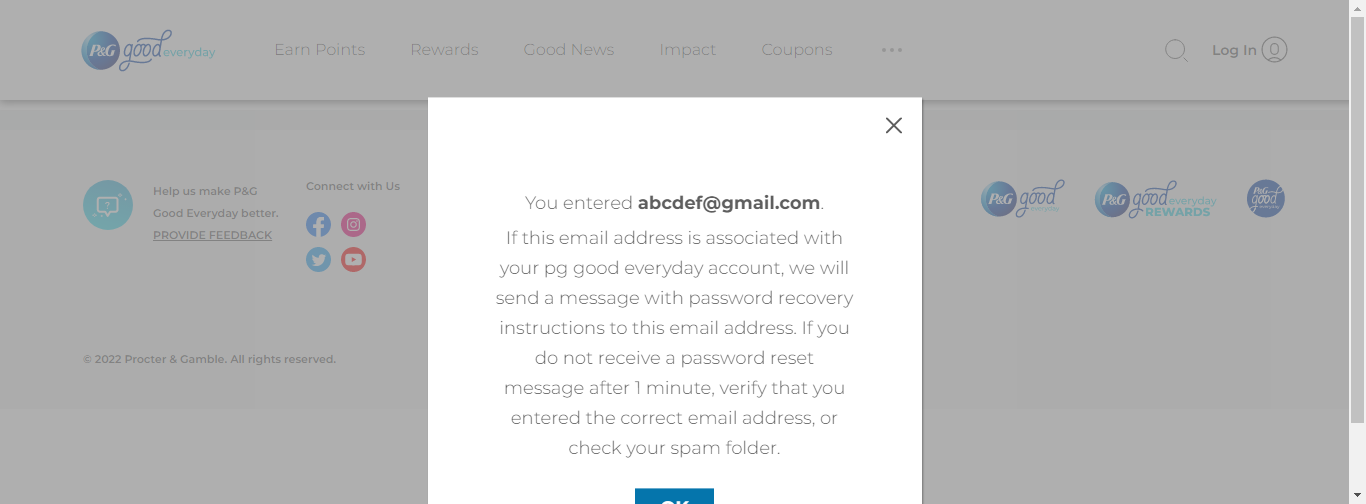 P&G good everyday
Earn Points
Rewards
Good News
Impact
Coupons
Log In
You entered abcdef@gmail.com.
If this email address is associated with
your pg good everyday account, we will
send a message with password recovery
instructions to this email address. If you
do not receive a password reset
message after 1 minute, verify that you
entered the correct email address, or
check your spam folder.
OK
Help us make P&G
Good Everyday better.
PROVIDE FEEDBACK
Connect with Us
P&G good everyday
P&G good everyday
REWARDS
P&G
good
© 2022 Procter & Gamble. All rights reserved.